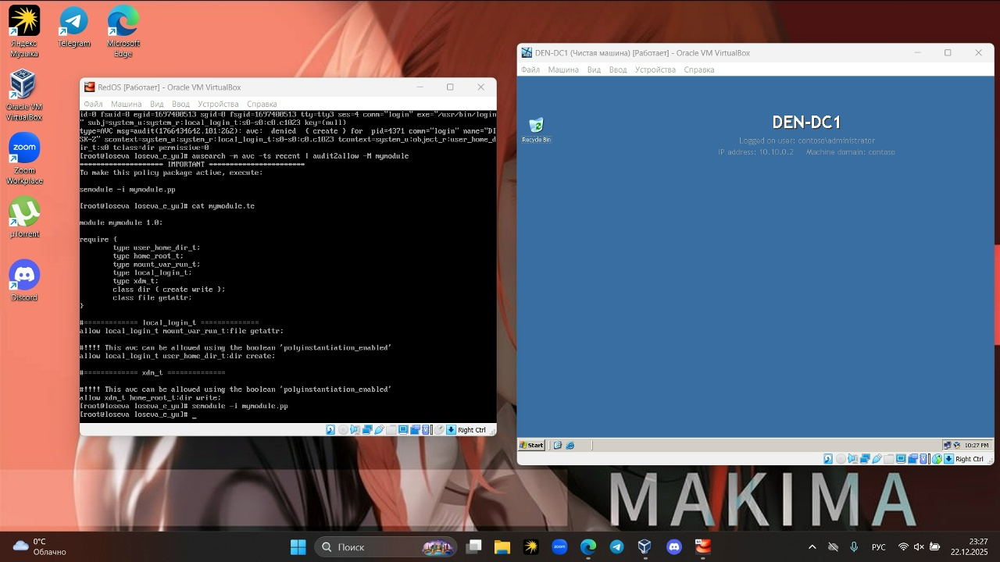 Яндекс
Музыка
Telegram
Microsoft
Edge
Oracle VM
VirtualBox
zoom
Zoom
Workplace
µTorrent
Discord
RedOS [Работает] - Oracle VM VirtualBox
Файл Машина Вид Ввод Устройства Справка
id=0 fsuid=0 egid=1697400513 sgid=0 fsgid=1697400513 tty=tty3 ses=4 comm="login" exe="/usr/bin/login
" subj=system_u:system_r:local_login_t:s0-s0:c0.c1023 key=(null)
type=AVC msg=audit(1766434642.101:262): avc:  denied  { create } for  pid=4371 comm="login" name="DI
SK-Z" scontext=system_u:system_r:local_login_t:s0-s0:c0.c1023 tcontext=system_u:object_r:user_home_d
ir_t:s0 tclass=dir permissive=0
[root@loseva loseva_e_yu]# ausearch -m avc -ts recent | audit2allow -M mymodule
******************** IMPORTANT ***********************
To make this policy package active, execute:
semodule -i mymodule.pp
[root@loseva loseva_e_yu]# cat mymodule.te
module mymodule 1.0;
require {
type user_home_dir_t;
type home_root_t;
type mount_var_run_t;
type local_login_t;
type xdm_t;
class dir { create write };
class file getattr;
}
#============= local_login_t ==============
allow local_login_t mount_var_run_t:file getattr;
#!!!! This avc can be allowed using the boolean 'polyinstantiation_enabled'
allow local_login_t user_home_dir_t:dir create;
#============= xdm_t ==============
#!!!! This avc can be allowed using the boolean 'polyinstantiation_enabled'
allow xdm_t home_root_t:dir write;
[root@loseva loseva_e_yu]# semodule -i mymodule.pp
[root@loseva loseva_e_yu]# _
Right Ctrl
DEN-DC1 (Чистая машина) [Работает] - Oracle VM VirtualBox
Файл Машина Вид Ввод Устройства Справка
Recycle Bin
DEN-DC1
Logged on user: contoso\administrator
IP address: 10.10.0.2 Machine domain: contoso
Start
10:27 PM
Right Ctrl
MAKIMA
0°C
Облачно
Поиск
zoom
РУС
23:27
22.12.2025